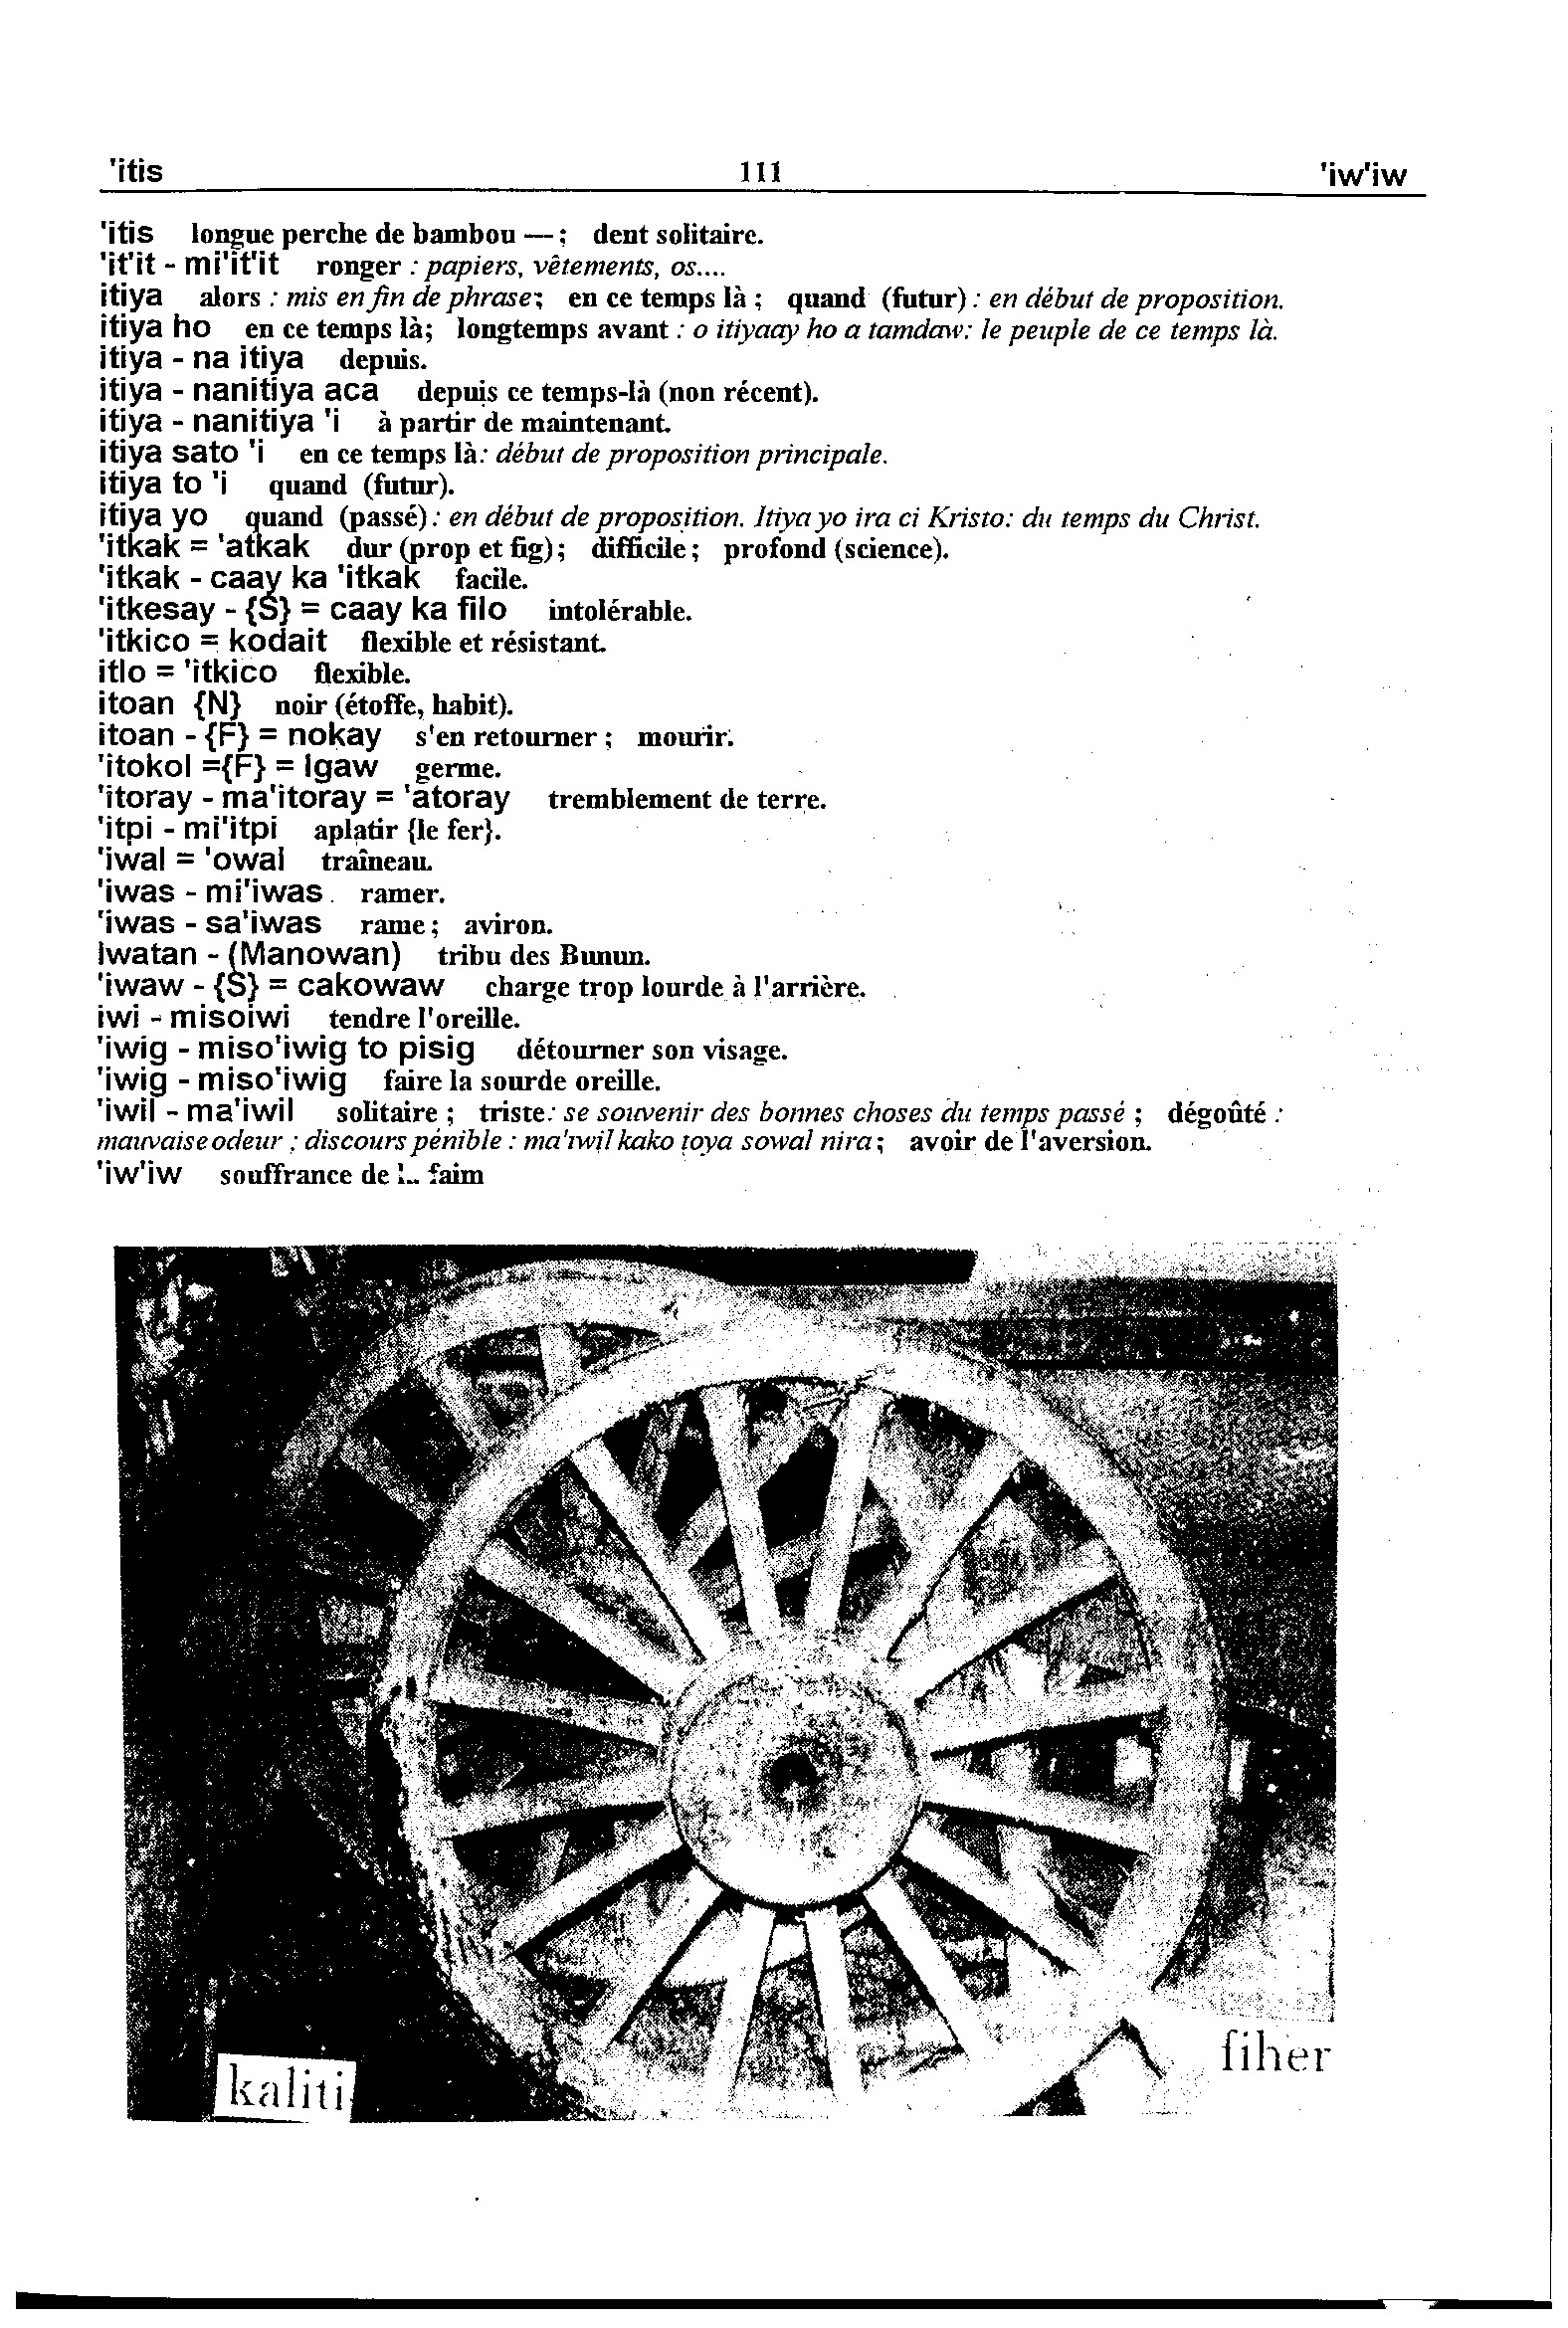 'itis 111 'iw'iw
'itis longue perche de bambou — ; dent solitaire.
'it'it - mi'it'it ronger : papiers, vêtements, os....
itiya alors : mis en fin de phrase; en ce temps là ; quand (futur) : en début de proposition.
itiya ho en ce temps là; longtemps avant : o itiyaay ho a tamdaw: le peuple de ce temps là.
itiya - na itiya depuis.
itiya - nanitiya aca depuis ce temps-là (non récent).
itiya - nanitiya 'i à partir de maintenant.
itiya sato 'i en ce temps là: début de proposition principale.
itiya to 'i quand (futur).
itiya yo quand (passé) : en début de proposition. Itiya yo ira ci Kristo: du temps du Christ.
'itkak = 'atkak dur (prop et fig) ; difficile ; profond (science).
'itkak - caay ka 'itkak facile.
'itkesay - {S} = caay ka filo intolérable.
'itkico = kodait flexible et résistant.
itlo = 'itkico flexible.
itoan {N} noir (étoffe, habit).
itoan - {F} = nokay s'en retourner ; mourir.
'itokol ={F} = lgaw germe.
'itoray - ma'itoray = 'atoray tremblement de terre.
'itpi - mi'itpi aplatir {le fer}.
'iwal = 'owal traîneau.
'iwas - mi'iwas ramer.
'iwas - sa'iwas rame ; aviron.
Iwatan - (Manowan) tribu des Bunun.
'iwaw - {S} = cakowaw charge trop lourde à l'arrière.
iwi - misoiwi tendre l'oreille.
'iwig - miso'iwig to pisig détourner son visage.
'iwig - miso'iwig faire la sourde oreille.
'iwil - ma'iwil solitaire ; triste: se souvenir des bonnes choses du temps passé ; dégoûté :
mauvaise odeur ; discours pénible : ma'iwil kako toya sowal nira ; avoir de l'aversion.
'iw'iw souffrance de faim
fiher
kaliti